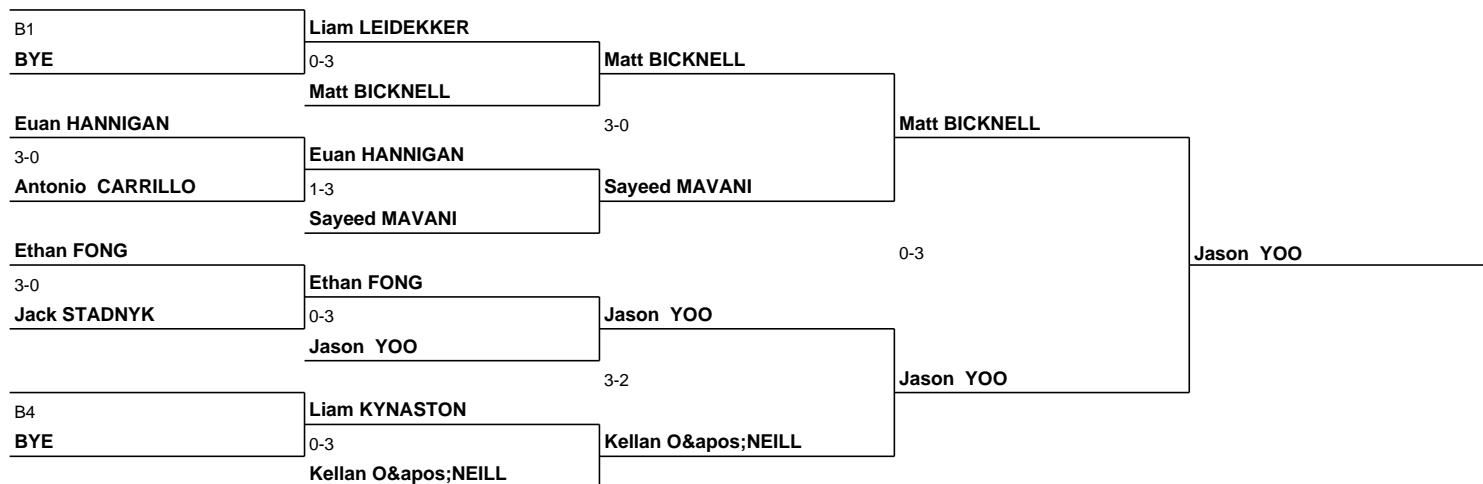 B1
BYE
Liam LEIDEKKER
0-3
Matt BICKNELL
Matt BICKNELL
Euan HANNIGAN
3-0
Antonio  CARRILLO
Euan HANNIGAN
1-3
Sayeed MAVANI
3-0
Sayeed MAVANI
Matt BICKNELL
Ethan FONG
3-0
Jack STADNYK
Ethan FONG
0-3
Jason  YOO
Jason  YOO
B4
BYE
Liam KYNASTON
0-3
Kellan O&apos;NEILL
3-2
Kellan O&apos;NEILL
Jason  YOO
0-3
Jason  YOO